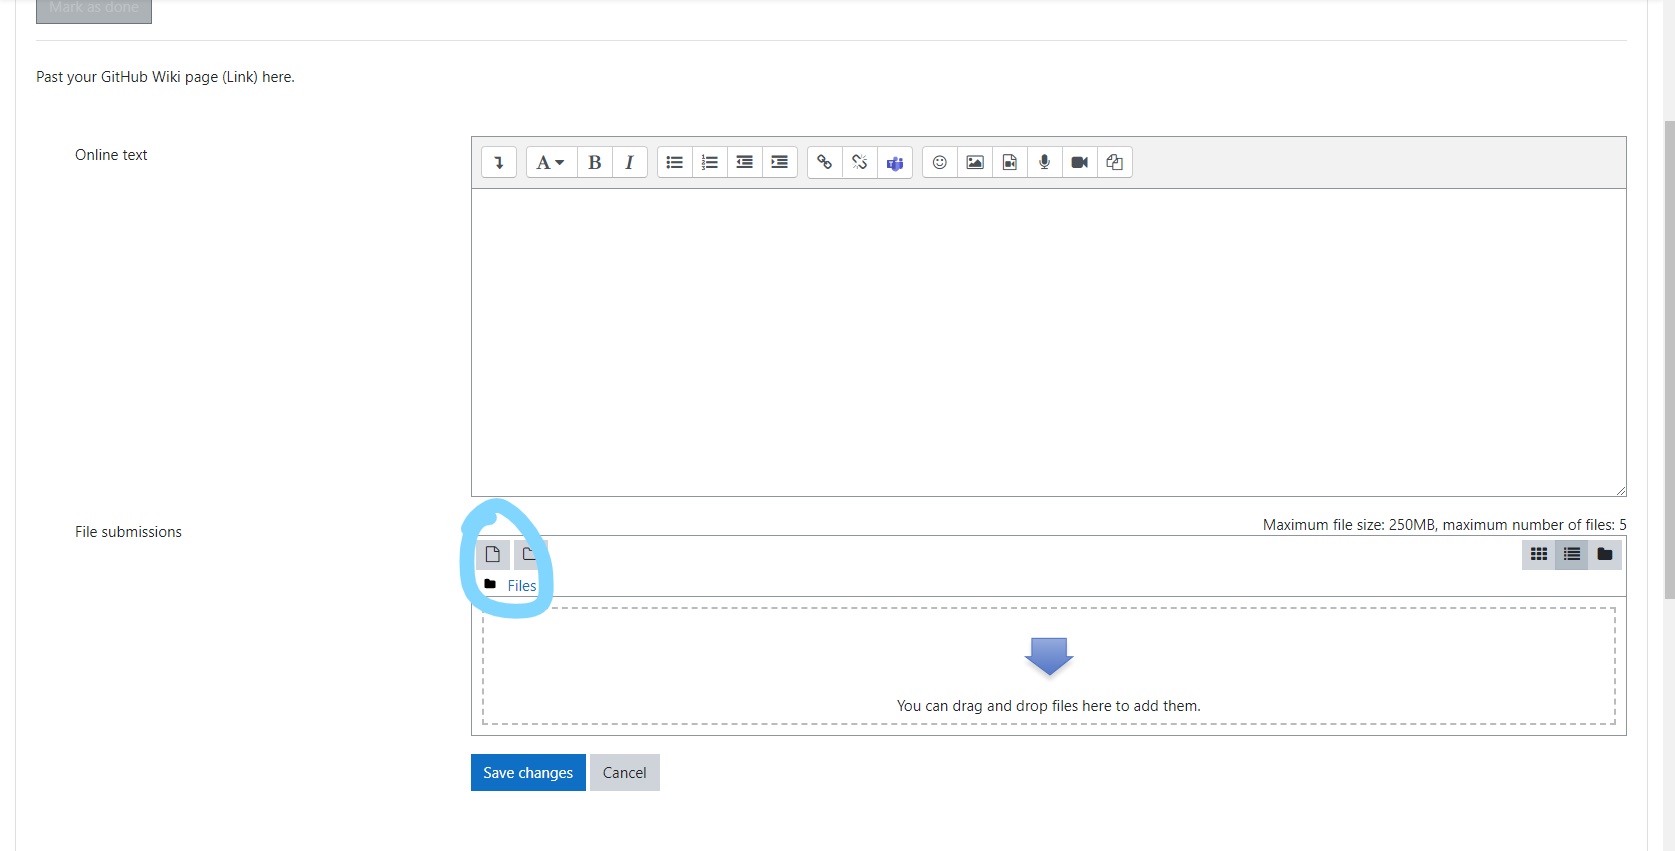 Mark as done
Past your GitHub Wiki page (Link) here.
Online text
A B I
File submissions
Maximum file size: 250MB, maximum number of files: 5
Files
You can drag and drop files here to add them.
Save changes Cancel